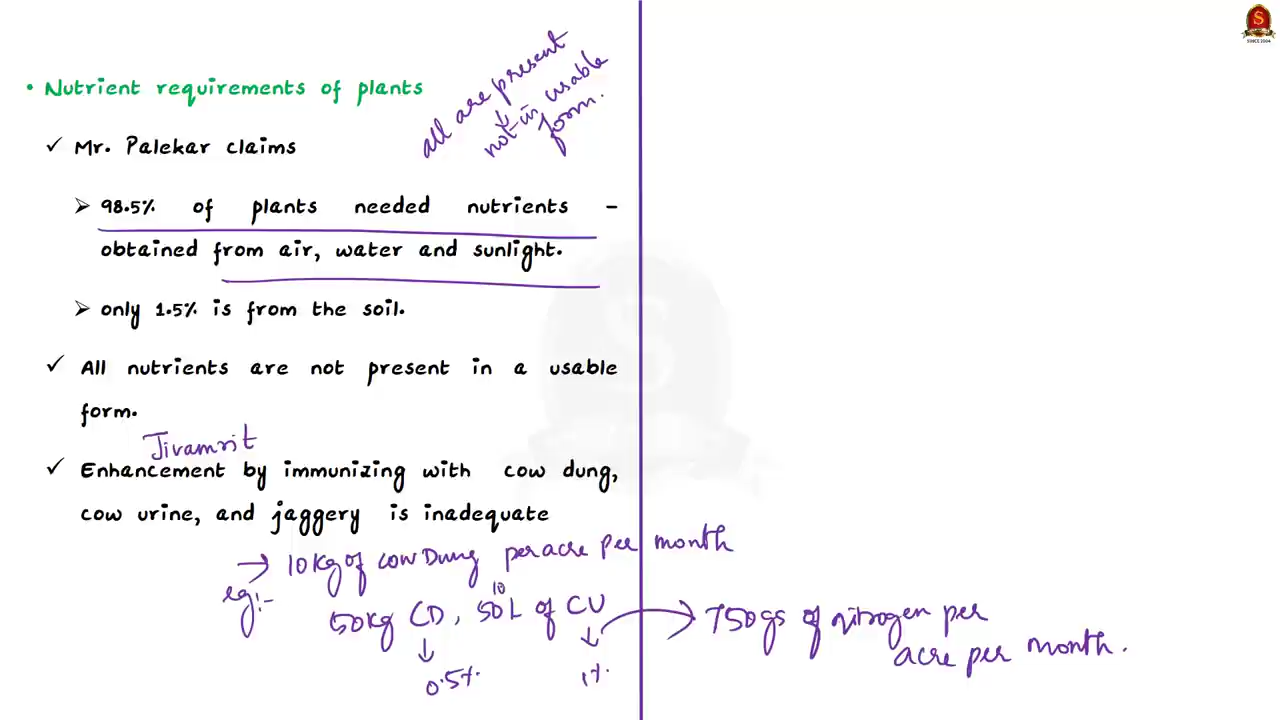 • Nutrient requirements of plants
all are present
↓
not in usable
form.
✓ Mr. Palekar claims
➢ 98.5% of plants needed nutrients –
obtained from air, water and sunlight.
➢ only 1.5% is from the soil.
✓ All nutrients are not present in a usable
form.
Jivamrit
✓ Enhancement by immunizing with cow dung,
cow urine, and jaggery is inadequate
→ 10kg of cow Dung per acre per month
eg:-
10
50kg CD, 50L of CU → 750gs of nitrogen per
acre per month.
↓ ↓
0.5% 1%
S
SINCE 2004